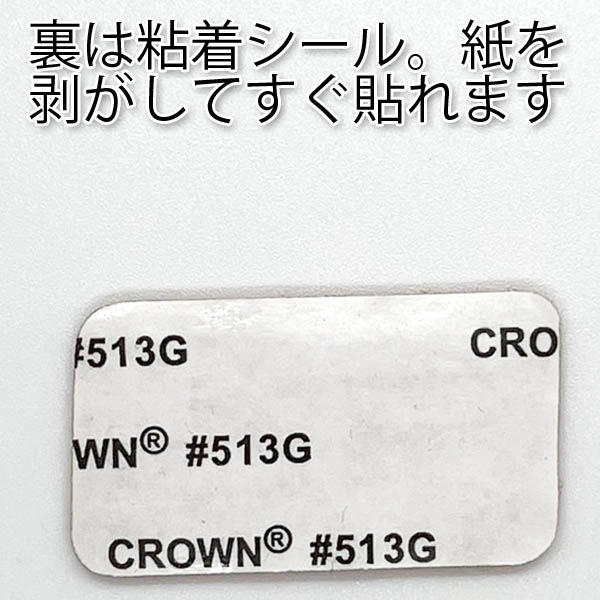 裏は粘着シール。紙を
剥がしてすぐ貼れます
#513G CRO
WN® #513G
CROWN® #513G